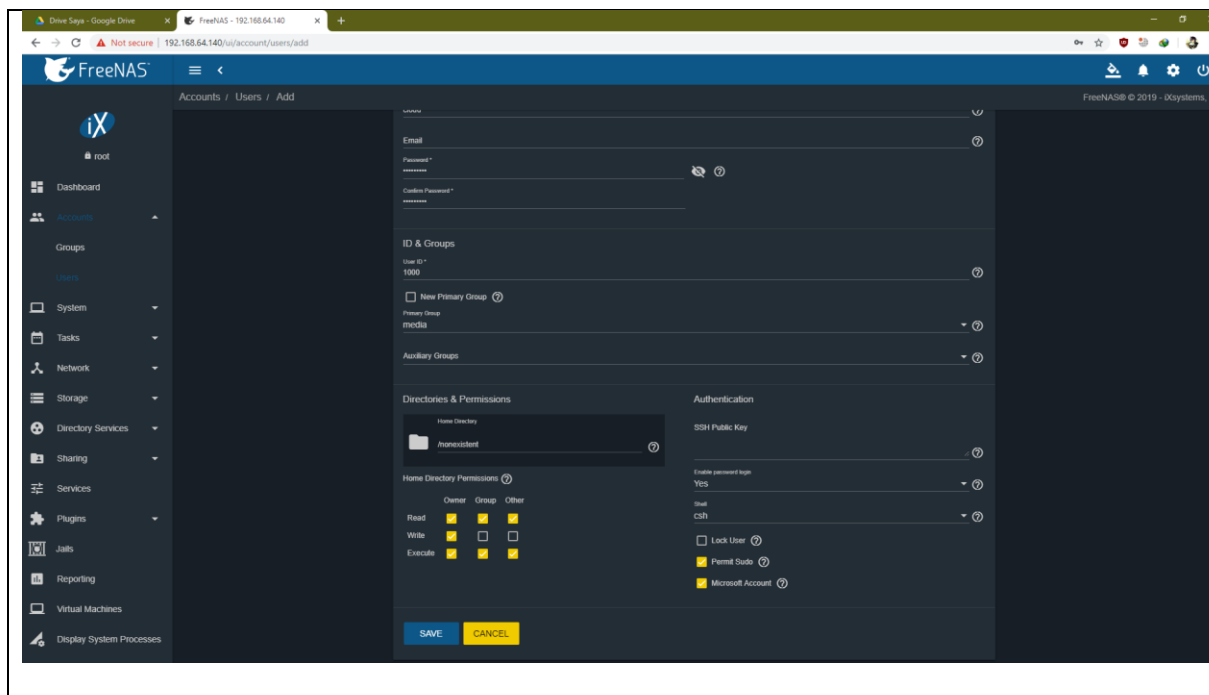 Drive Saya - Google Drive
FreeNAS - 192.168.64.140
Not secure | 192.168.64.140/ui/account/users/add
FreeNAS
Accounts / Users / Add
FreeNAS® © 2019 - iXsystems,
iX
root
Dashboard
Accounts
Groups
Users
System
Tasks
Network
Storage
Directory Services
Sharing
Services
Plugins
Jails
Reporting
Virtual Machines
Display System Processes
Email
Password *
•••••••••
Confirm Password *
•••••••••
ID & Groups
User ID *
1000
New Primary Group
Primary Group
media
Auxiliary Groups
Directories & Permissions
Home Directory
/nonexistent
Home Directory Permissions
Owner Group Other
Read
Write
Execute
Authentication
SSH Public Key
Enable password login
Yes
Shell
csh
Lock User
Permit Sudo
Microsoft Account
SAVE
CANCEL